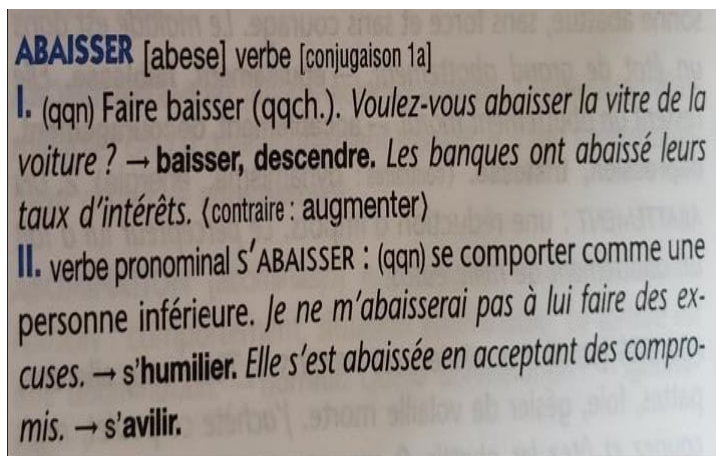 ABAISSER [abese] verbe [conjugaison 1a]
I. (qqn) Faire baisser (qqch.). Voulez-vous abaisser la vitre de la
voiture ? → baisser, descendre. Les banques ont abaissé leurs
taux d'intérêts. ⟨contraire : augmenter⟩
II. verbe pronominal S'ABAISSER : (qqn) se comporter comme une
personne inférieure. Je ne m'abaisserai pas à lui faire des ex-
cuses. → s'humilier. Elle s'est abaissée en acceptant des compro-
mis. → s'avilir.